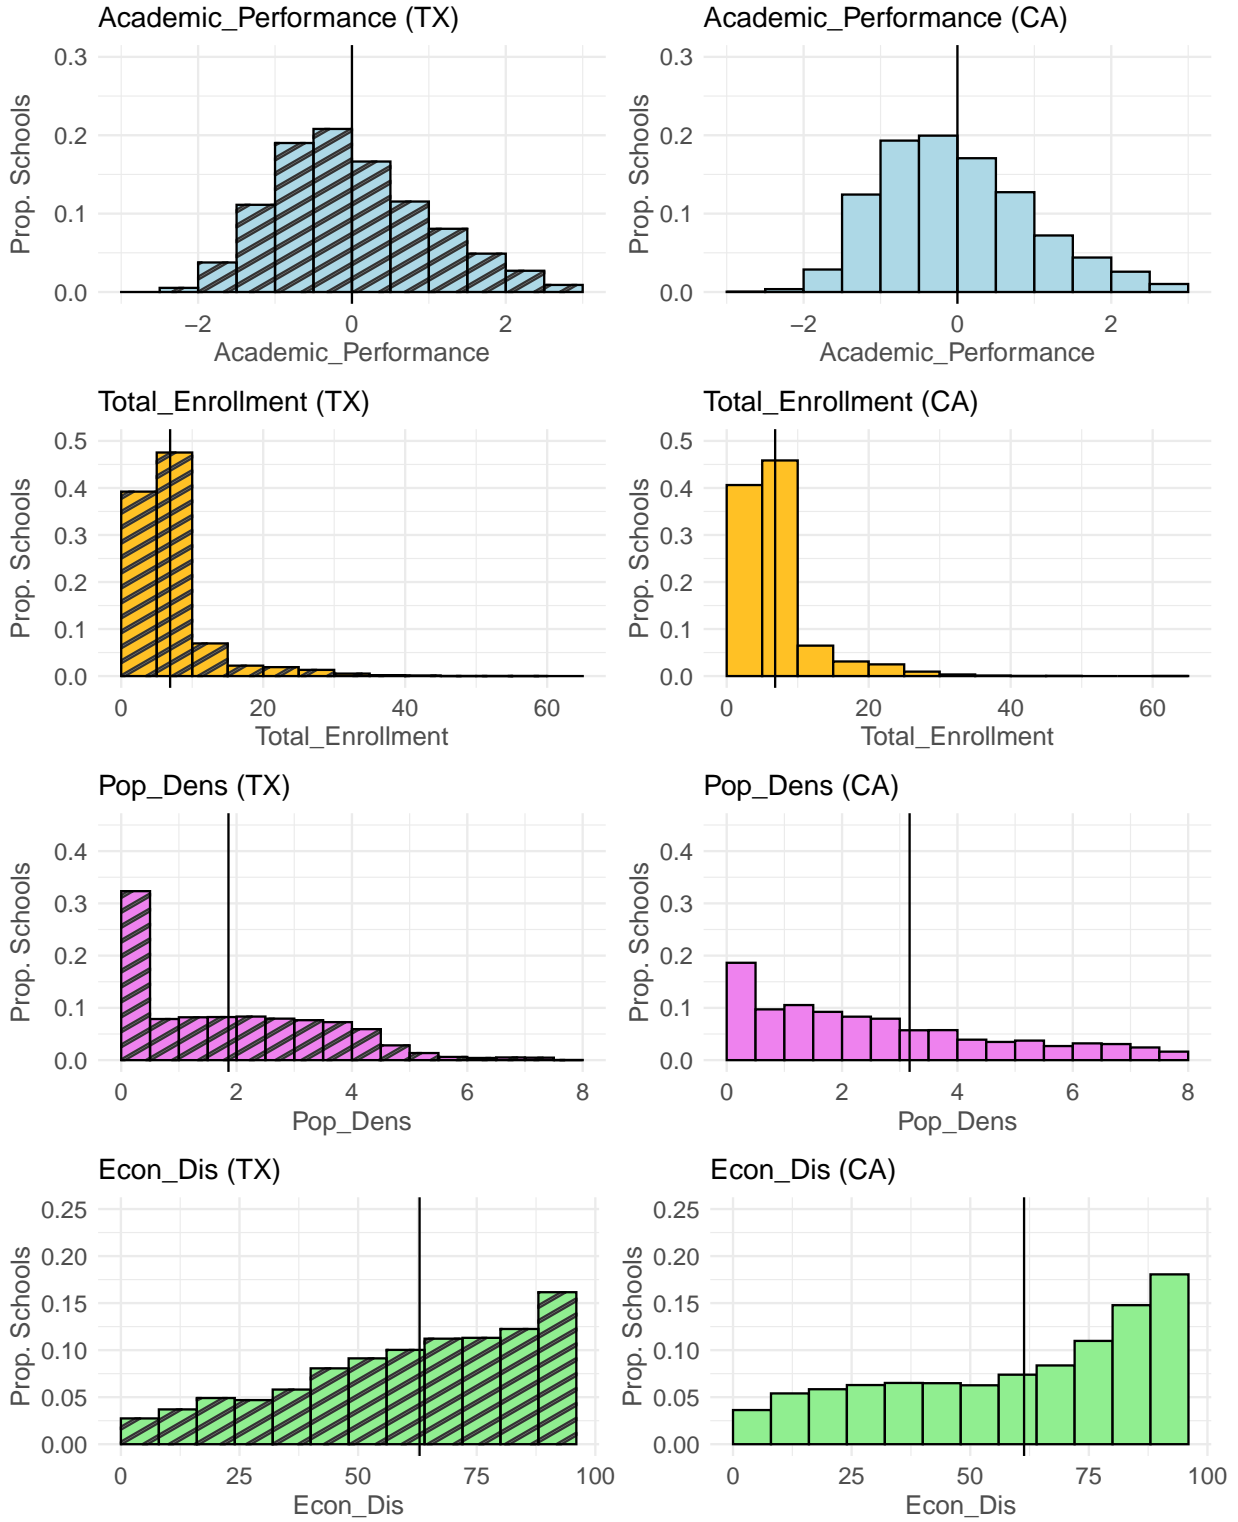 Academic_Performance (TX)
Prop. Schools
0.3
0.2
0.1
0.0
−2 0 2
Academic_Performance
Academic_Performance (CA)
Prop. Schools
0.3
0.2
0.1
0.0
−2 0 2
Academic_Performance
Total_Enrollment (TX)
Prop. Schools
0.5
0.4
0.3
0.2
0.1
0.0
0 20 40 60
Total_Enrollment
Total_Enrollment (CA)
Prop. Schools
0.5
0.4
0.3
0.2
0.1
0.0
0 20 40 60
Total_Enrollment
Pop_Dens (TX)
Prop. Schools
0.4
0.3
0.2
0.1
0.0
0 2 4 6 8
Pop_Dens
Pop_Dens (CA)
Prop. Schools
0.4
0.3
0.2
0.1
0.0
0 2 4 6 8
Pop_Dens
Econ_Dis (TX)
Prop. Schools
0.25
0.20
0.15
0.10
0.05
0.00
0 25 50 75 100
Econ_Dis
Econ_Dis (CA)
Prop. Schools
0.25
0.20
0.15
0.10
0.05
0.00
0 25 50 75 100
Econ_Dis